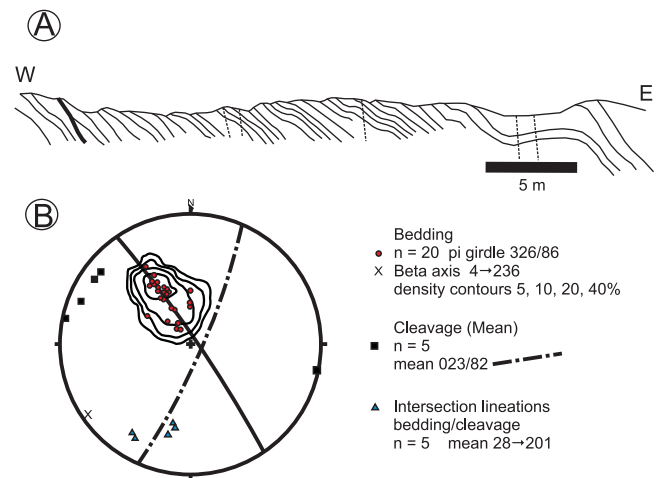 A
W
E
5 m
B
N
Bedding
n = 20 pi girdle 326/86
X Beta axis 4→236
density contours 5, 10, 20, 40%
Cleavage (Mean)
n = 5
mean 023/82
Intersection lineations
bedding/cleavage
n = 5 mean 28→201